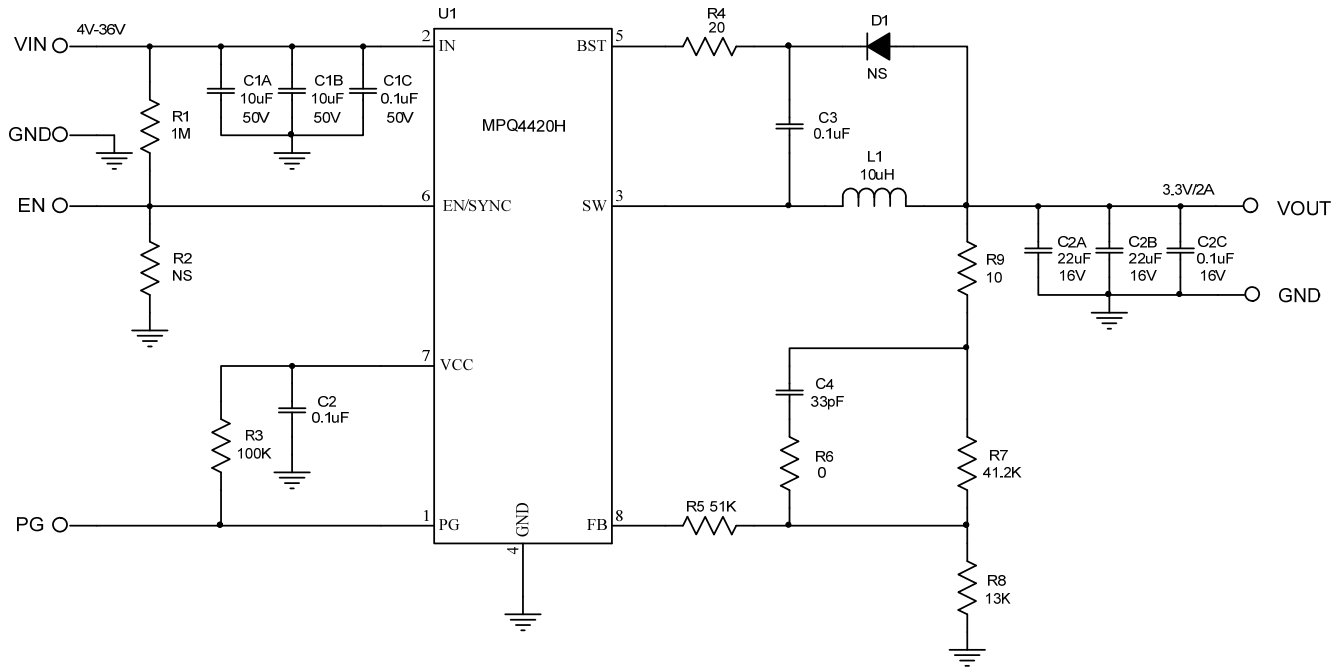 U1
VIN
4V-36V
2
IN
C1A
10uF
50V
C1B
10uF
50V
C1C
0.1uF
50V
R1
1M
GND
EN
6
EN/SYNC
R2
NS
7
VCC
C2
0.1uF
R3
100K
PG
1
PG
MPQ4420H
GND
4
BST
5
R4
20
D1
NS
C3
0.1uF
L1
10uH
SW
3
3.3V/2A
VOUT
C2A
22uF
16V
C2B
22uF
16V
C2C
0.1uF
16V
GND
R9
10
C4
33pF
R6
0
R7
41.2K
FB
8
R5 51K
R8
13K